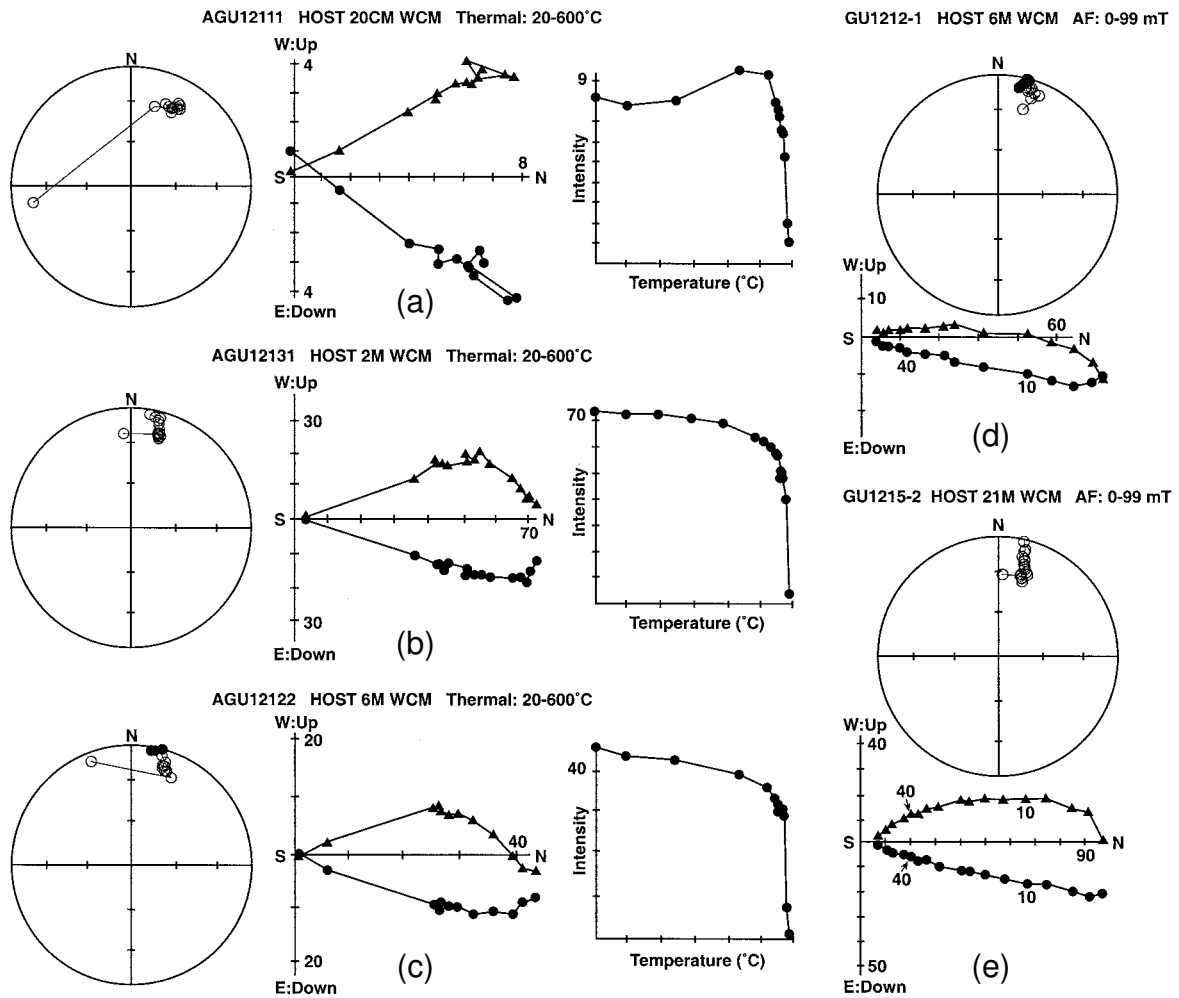 AGU12111 HOST 20CM WCM Thermal: 20-600˚C
N
W:Up
4
8
S
N
4
E:Down
(a)
9
Intensity
Temperature (˚C)
AGU12131 HOST 2M WCM Thermal: 20-600˚C
N
W:Up
30
S
N
70
30
E:Down
(b)
70
Intensity
Temperature (˚C)
AGU12122 HOST 6M WCM Thermal: 20-600˚C
N
W:Up
20
40
S
N
20
E:Down
(c)
40
Intensity
Temperature (˚C)
GU1212-1 HOST 6M WCM AF: 0-99 mT
N
W:Up
10
60
S
N
40
10
E:Down
(d)
GU1215-2 HOST 21M WCM AF: 0-99 mT
N
W:Up
40
40
10
S
N
90
40
10
50
E:Down
(e)